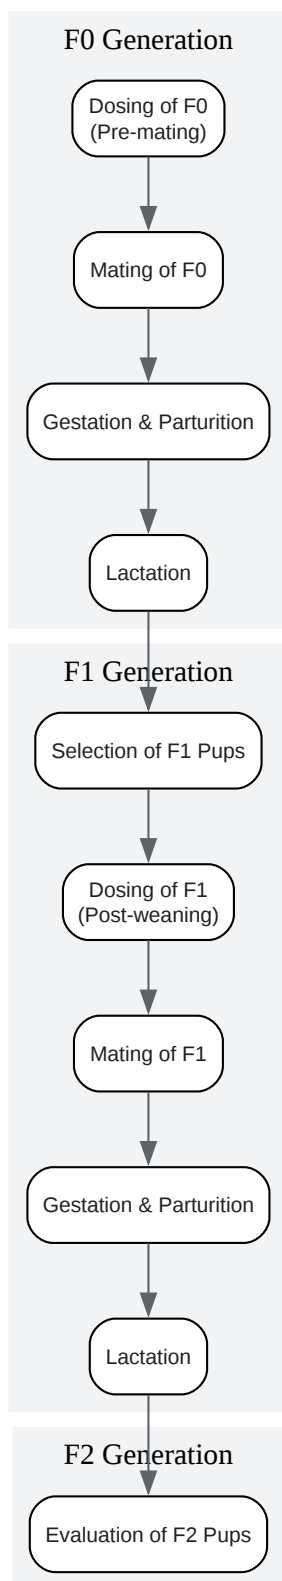 F0 Generation
Dosing of F0
(Pre-mating)
Mating of F0
Gestation & Parturition
Lactation
F1 Generation
Selection of F1 Pups
Dosing of F1
(Post-weaning)
Mating of F1
Gestation & Parturition
Lactation
F2 Generation
Evaluation of F2 Pups